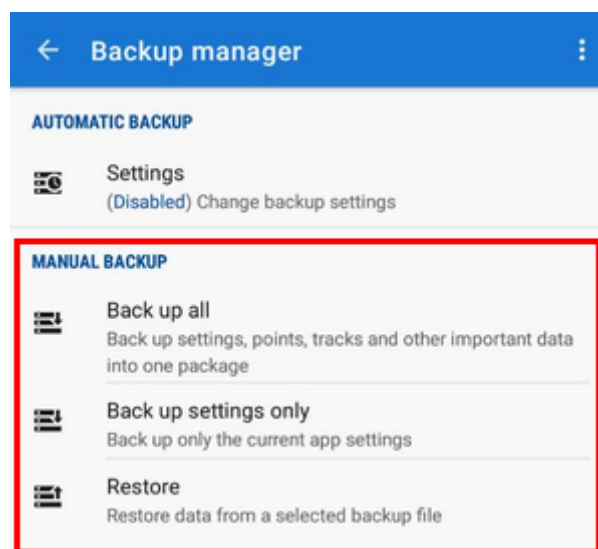 Backup manager
AUTOMATIC BACKUP
Settings
(Disabled) Change backup settings
MANUAL BACKUP
Back up all
Back up settings, points, tracks and other important data
into one package
Back up settings only
Back up only the current app settings
Restore
Restore data from a selected backup file